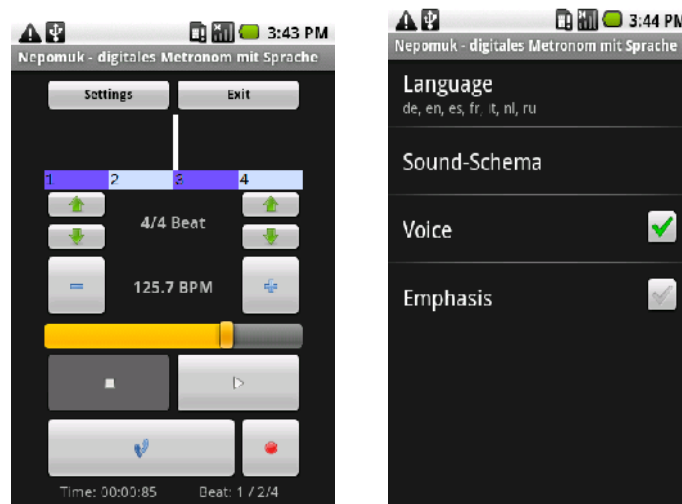 3:43 PM
Nepomuk - digitales Metronom mit Sprache
Settings Exit
1 2 3 4
4/4 Beat
125.7 BPM
Time: 00:00:85 Beat: 1 / 2/4
3:44 PM
Nepomuk - digitales Metronom mit Sprache
Language
de, en, es, fr, it, nl, ru
Sound-Schema
Voice
Emphasis